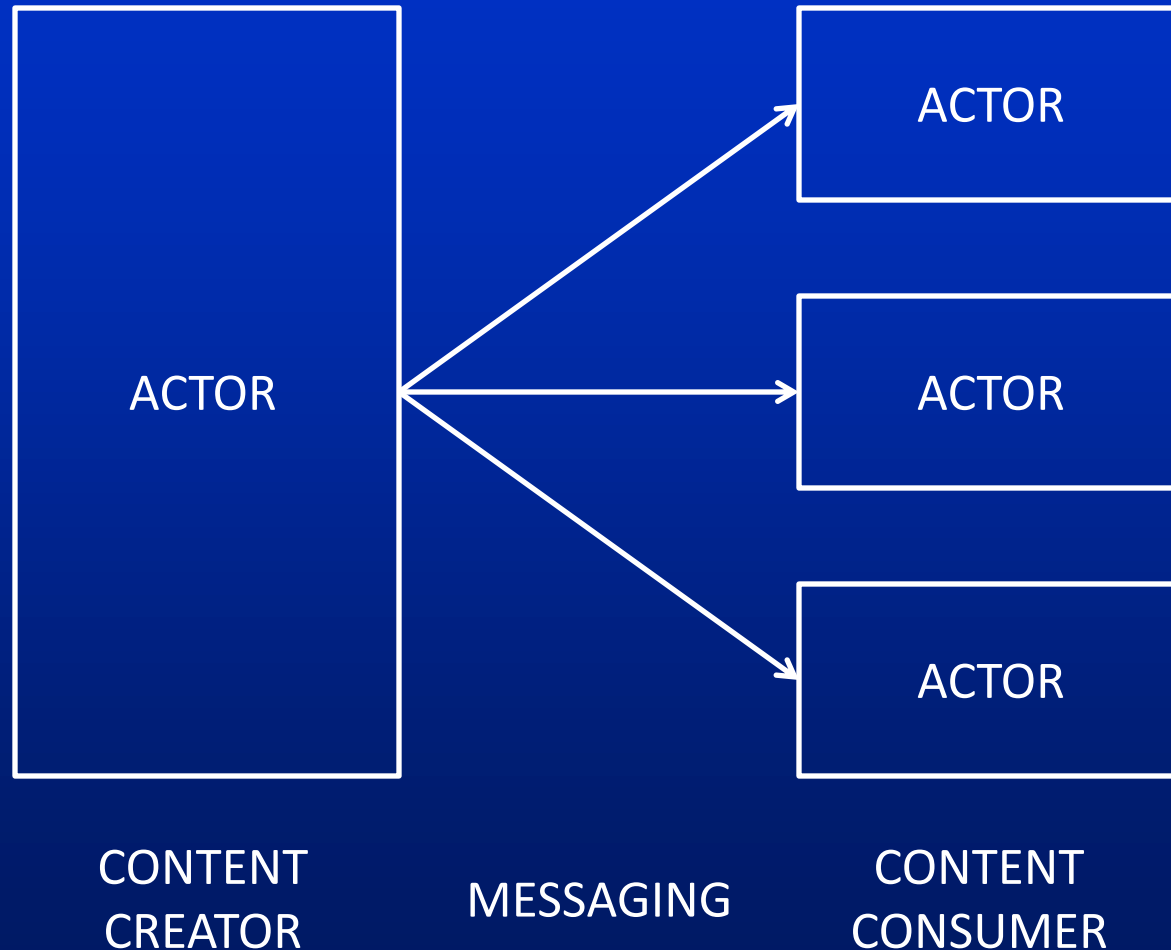 ACTOR
ACTOR
ACTOR
ACTOR
CONTENT
CREATOR
MESSAGING
CONTENT
CONSUMER